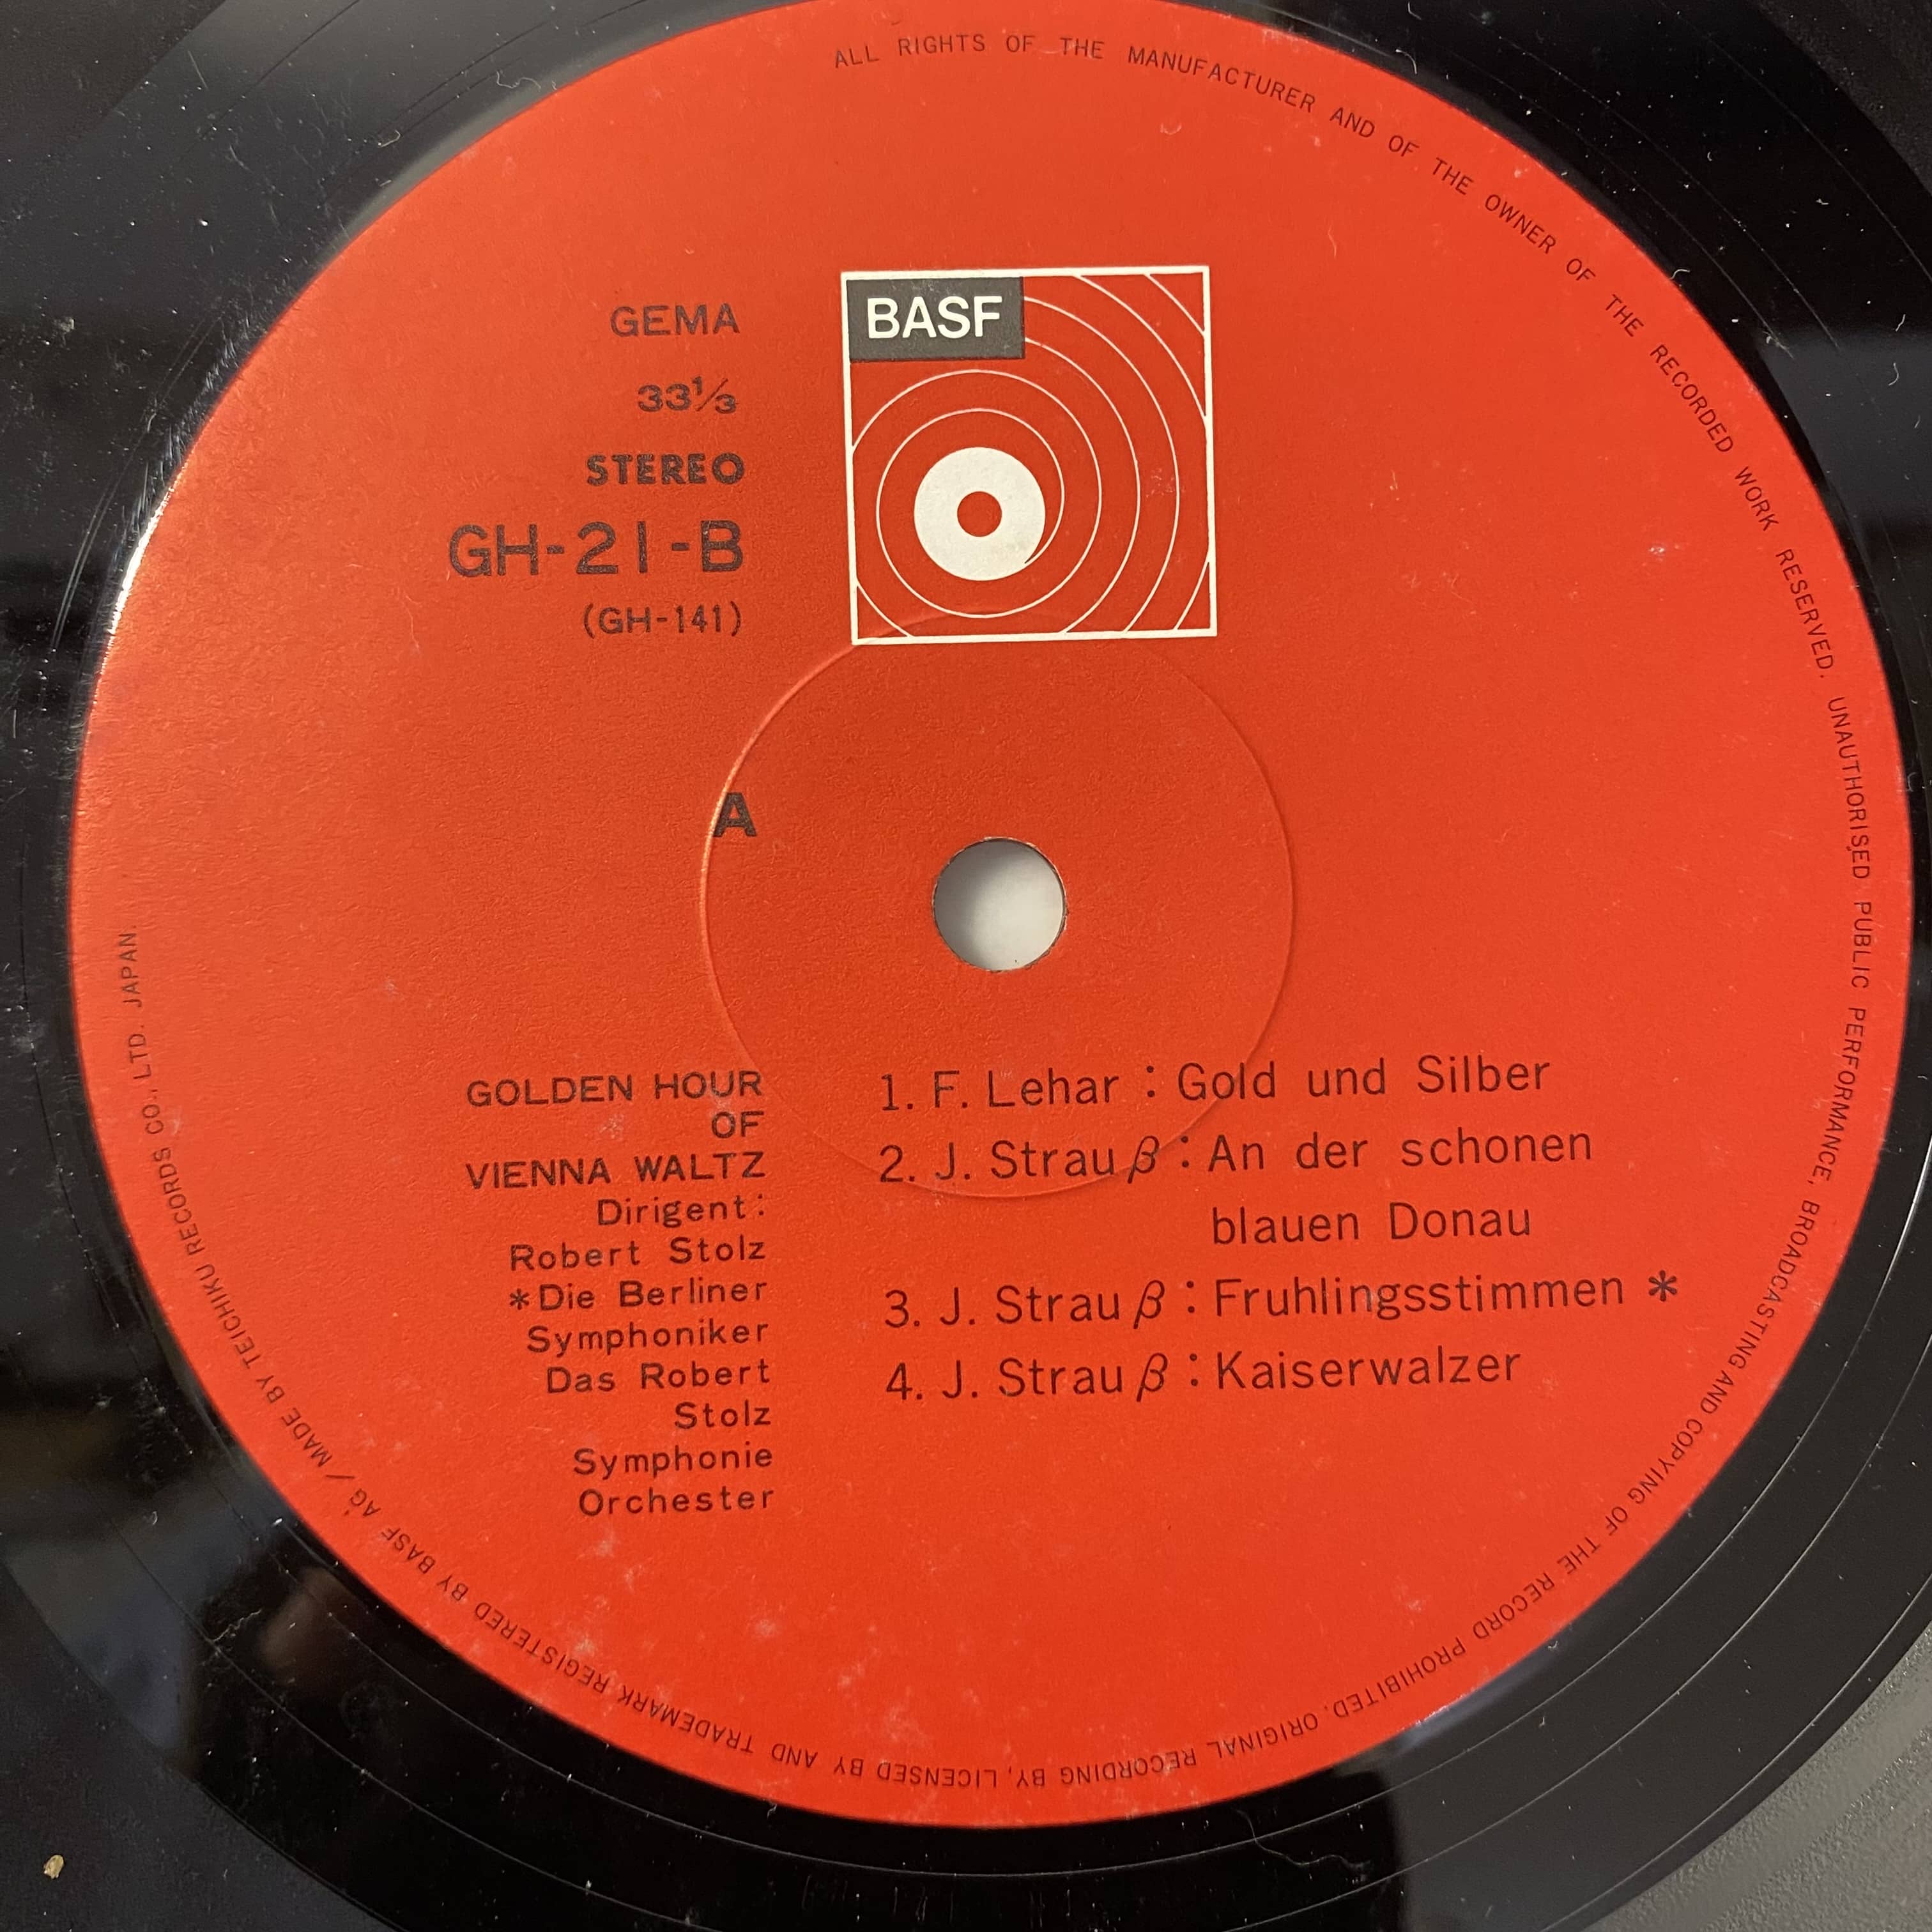 ALL RIGHTS OF THE MANUFACTURER AND OF THE OWNER OF THE RECORDED WORK RESERVED. UNAUTHORISED PUBLIC PERFORMANCE, BROADCASTING AND COPYING OF THE RECORD PROHIBITED. ORIGINAL RECORDING BY, LICENSED BY AND TRADEMARK REGISTERED BY BASF AG. / MADE BY TEICHIKU RECORDS CO., LTD. JAPAN.
BASF
GEMA
33⅓
STEREO
GH-21-B
(GH-141)
A
GOLDEN HOUR
OF
VIENNA WALTZ
Dirigent:
Robert Stolz
*Die Berliner
Symphoniker
Das Robert
Stolz
Symphonie
Orchester
1. F. Lehar : Gold und Silber
2. J. Strauβ : An der schonen
blauen Donau
3. J. Strauβ : Fruhlingsstimmen *
4. J. Strauβ : Kaiserwalzer